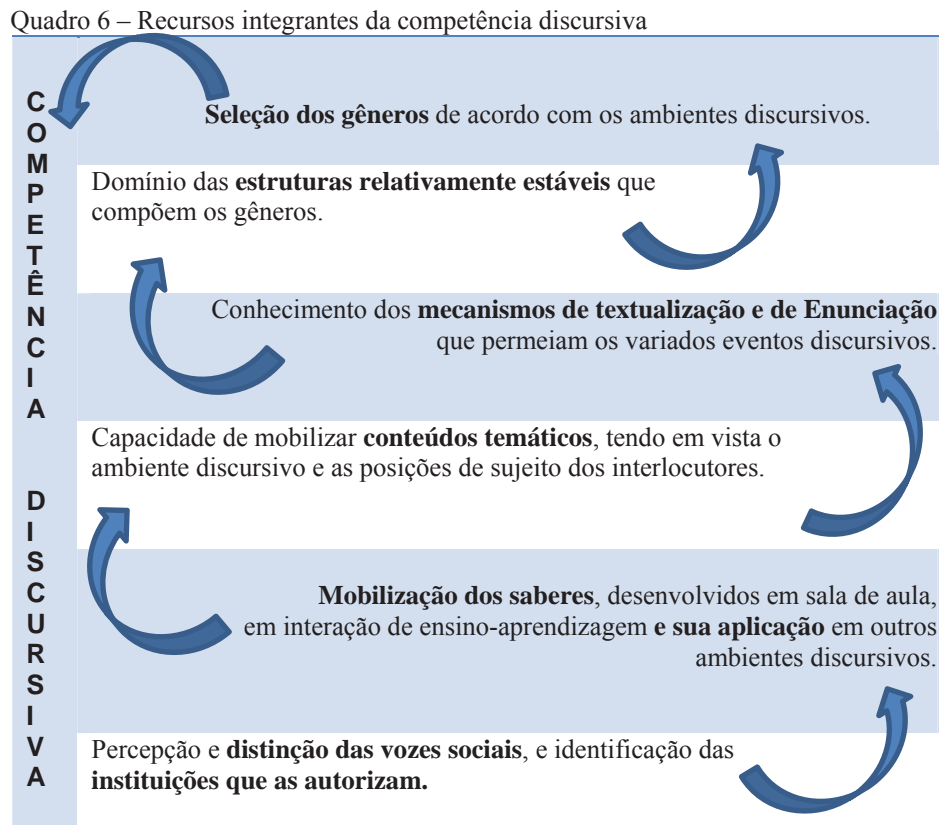 Quadro 6 – Recursos integrantes da competência discursiva
COMPETÊNCIA DISCURSIVA
Seleção dos gêneros de acordo com os ambientes discursivos.
Domínio das estruturas relativamente estáveis que
compõem os gêneros.
Conhecimento dos mecanismos de textualização e de Enunciação
que permeiam os variados eventos discursivos.
Capacidade de mobilizar conteúdos temáticos, tendo em vista o
ambiente discursivo e as posições de sujeito dos interlocutores.
Mobilização dos saberes, desenvolvidos em sala de aula,
em interação de ensino-aprendizagem e sua aplicação em outros
ambientes discursivos.
Percepção e distinção das vozes sociais, e identificação das
instituições que as autorizam.